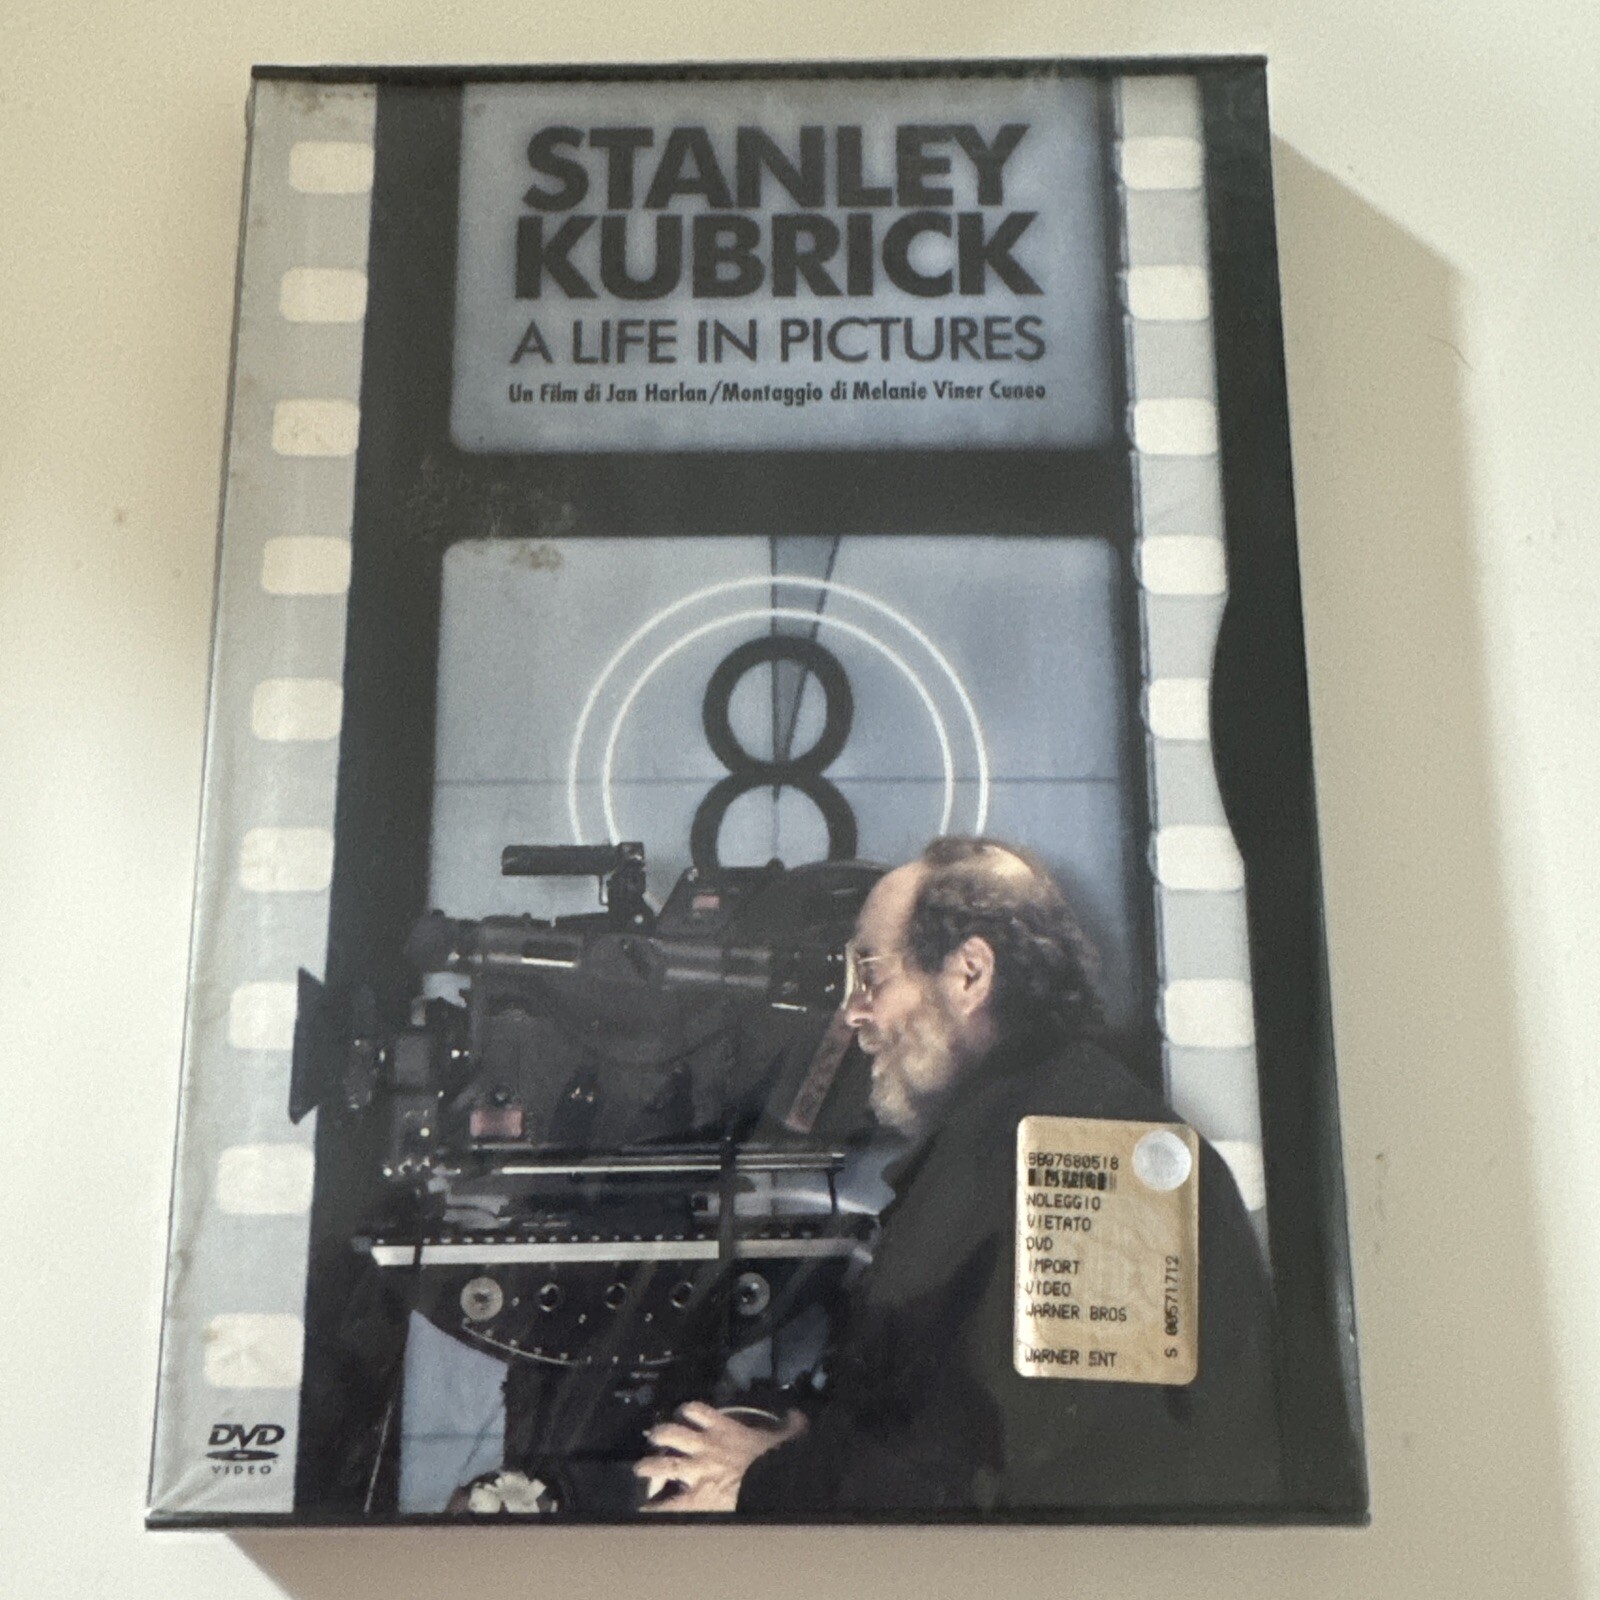 STANLEY
KUBRICK
A LIFE IN PICTURES
Un Film di Jan Harlan/Montaggio di Melanie Viner Cuneo
8
BB97680518
NOLEGGIO
VIETATO
DVD
IMPORT
VIDEO
WARNER BROS
WARNER ENT
S 00571712
DVD
VIDEO